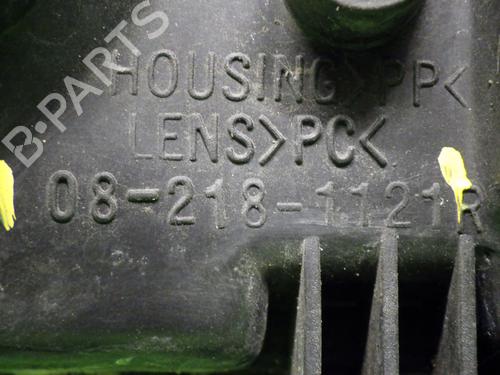 HOUSING>PP<
LENS>PC<
08-218-1121R
B-PARTS